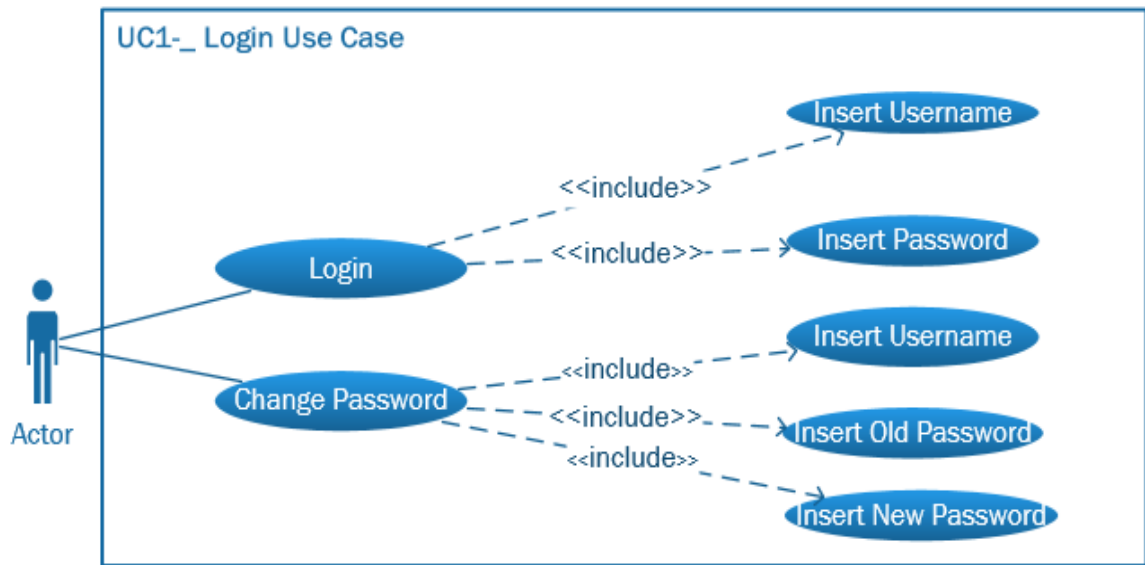 UC1-_ Login Use Case
Insert Username
<<include>>
Insert Password
<<include>>
Login
Insert Username
<<include>>
Change Password
<<include>>
Insert Old Password
<<include>>
Insert New Password
Actor